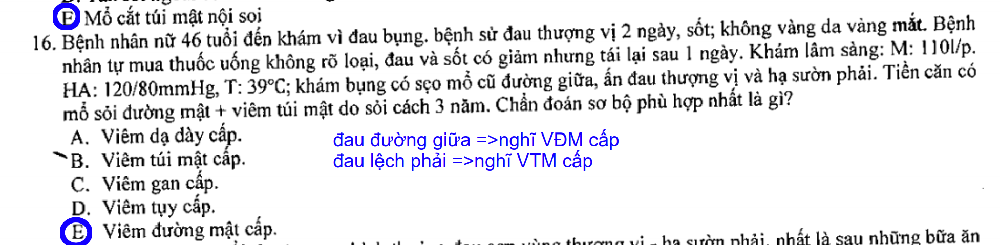 E Mổ cắt túi mật nội soi
16. Bệnh nhân nữ 46 tuổi đến khám vì đau bụng. bệnh sử đau thượng vị 2 ngày, sốt; không vàng da vàng mắt. Bệnh
nhân tự mua thuốc uống không rõ loại, đau và sốt có giảm nhưng tái lại sau 1 ngày. Khám lâm sàng: M: 110l/p.
HA: 120/80mmHg, T: 39°C; khám bụng có sẹo mổ cũ đường giữa, ấn đau thượng vị và hạ sườn phải. Tiền căn có
mổ sỏi đường mật + viêm túi mật do sỏi cách 3 năm. Chẩn đoán sơ bộ phù hợp nhất là gì?
A. Viêm dạ dày cấp.
đau đường giữa =>nghĩ VĐM cấp
B. Viêm túi mật cấp.
đau lệch phải =>nghĩ VTM cấp
C. Viêm gan cấp.
D. Viêm tụy cấp.
E Viêm đường mật cấp.
thượng vị - hạ sườn phải, nhất là sau những bữa ăn